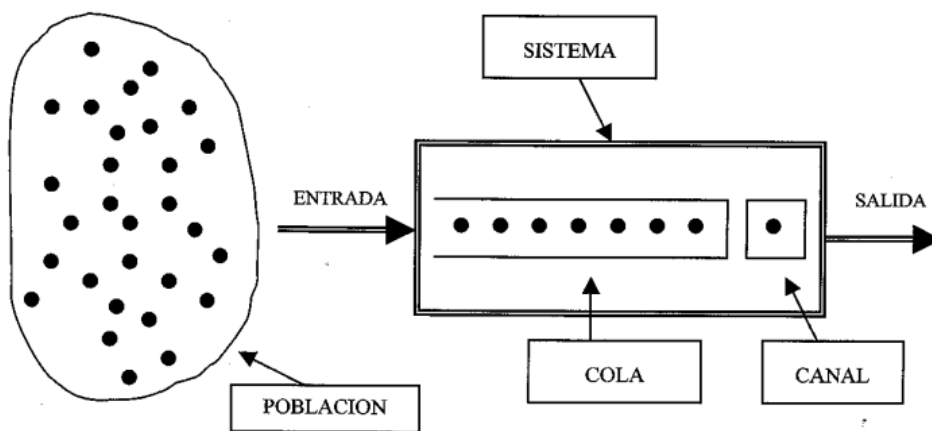 SISTEMA
ENTRADA
SALIDA
COLA
CANAL
POBLACION